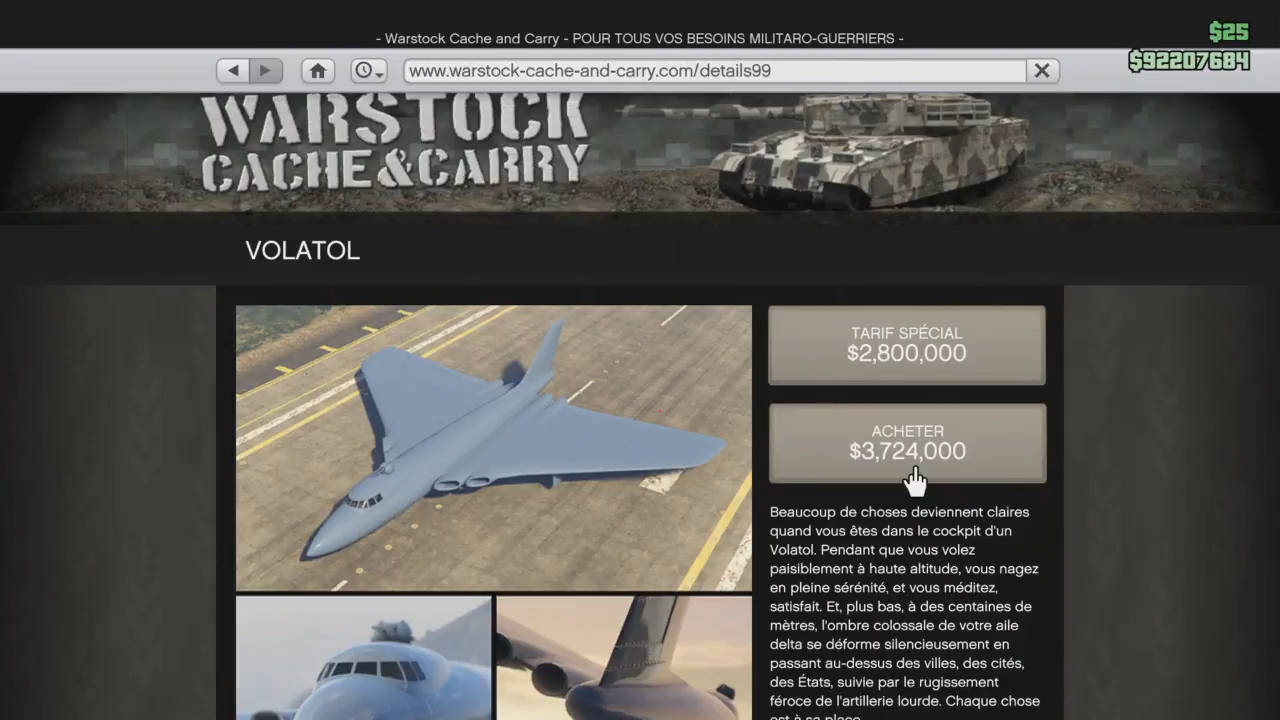 - Warstock Cache and Carry - POUR TOUS VOS BESOINS MILITARO-GUERRIERS -
$25
$92207684
www.warstock-cache-and-carry.com/details99
WARSTOCK
CACHE&CARRY
VOLATOL
TARIF SPÉCIAL
$2,800,000
ACHETER
$3,724,000
Beaucoup de choses deviennent claires
quand vous êtes dans le cockpit d'un
Volatol. Pendant que vous volez
paisiblement à haute altitude, vous nagez
en pleine sérénité, et vous méditez,
satisfait. Et, plus bas, à des centaines de
mètres, l'ombre colossale de votre aile
delta se déforme silencieusement en
passant au-dessus des villes, des cités,
des États, suivie par le rugissement
féroce de l'artillerie lourde. Chaque chose
est à sa place.